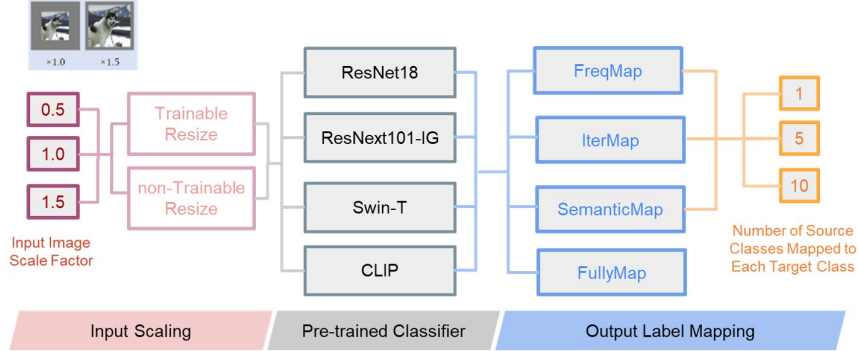 ×1.0
×1.5
0.5
1.0
1.5
Input Image
Scale Factor
Trainable
Resize
non-Trainable
Resize
ResNet18
ResNext101-IG
Swin-T
CLIP
FreqMap
IterMap
SemanticMap
FullyMap
1
5
10
Number of Source
Classes Mapped to
Each Target Class
Input Scaling
Pre-trained Classifier
Output Label Mapping